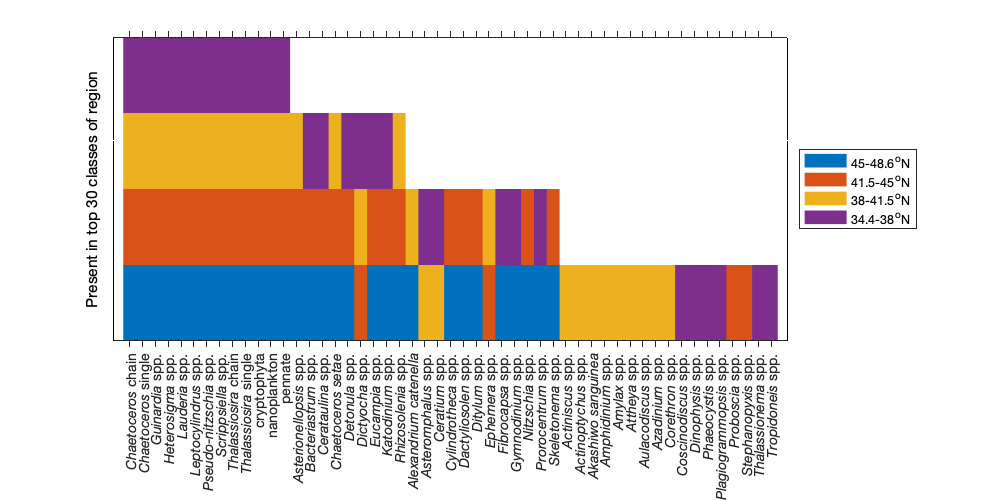 Present in top 30 classes of region
45-48.6°N
41.5-45°N
38-41.5°N
34.4-38°N
Chaetoceros chain
Chaetoceros single
Guinardia spp.
Heterosigma spp.
Lauderia spp.
Leptocylindrus spp.
Pseudo-nitzschia spp.
Scrippsiella spp.
Thalassiosira chain
Thalassiosira single
cryptophyta
nanoplankton
pennate
Asterionellopsis spp.
Bacteriastrum spp.
Cerataulina spp.
Chaetoceros setae
Detonula spp.
Dictyocha spp.
Eucampia spp.
Katodinium spp.
Rhizosolenia spp.
Alexandrium catenella
Asteromphalus spp.
Ceratium spp.
Cylindrotheca spp.
Dactyliosolen spp.
Ditylum spp.
Ephemera spp.
Fibrocapsa spp.
Gymnodinium spp.
Nitzschia spp.
Prorocentrum spp.
Skeletonema spp.
Actiniscus spp.
Actinoptychus spp.
Akashiwo sanguinea
Amphidinium spp.
Amylax spp.
Attheya spp.
Aulacodiscus spp.
Azadinium spp.
Corethron spp.
Coscinodiscus spp.
Dinophysis spp.
Phaeocystis spp.
Plagiogrammopsis spp.
Proboscia spp.
Stephanopyxis spp.
Thalassionema spp.
Tropidoneis spp.